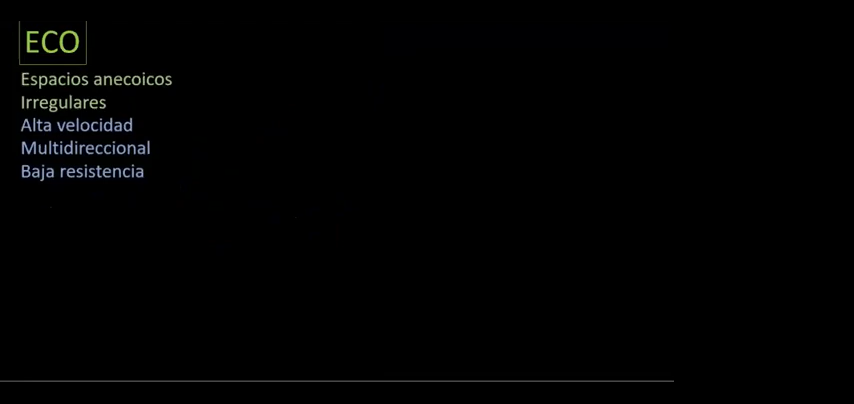 ECO
Espacios anecoicos
Irregulares
Alta velocidad
Multidireccional
Baja resistencia